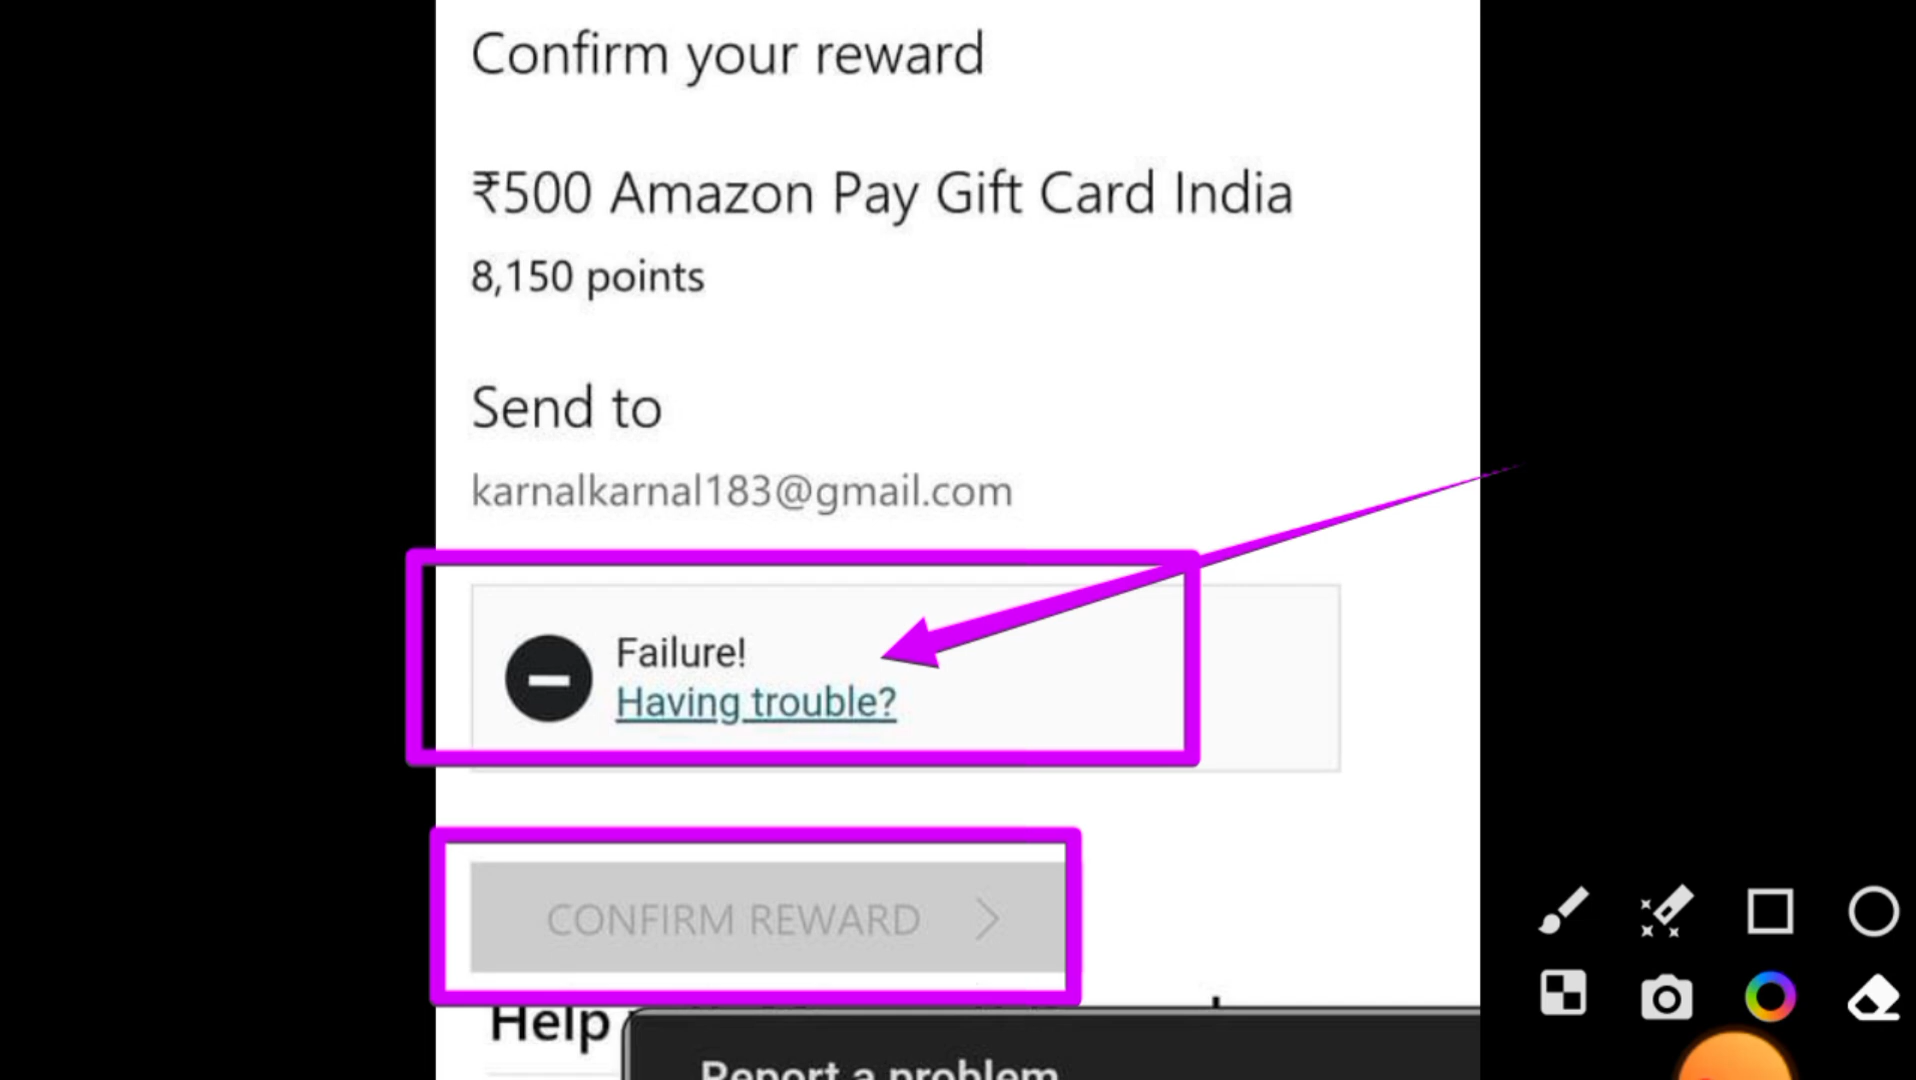 Confirm your reward
₹500 Amazon Pay Gift Card India
8,150 points
Send to
karnalkarnal183@gmail.com
Failure!
Having trouble?
CONFIRM REWARD
Help
Report a problem